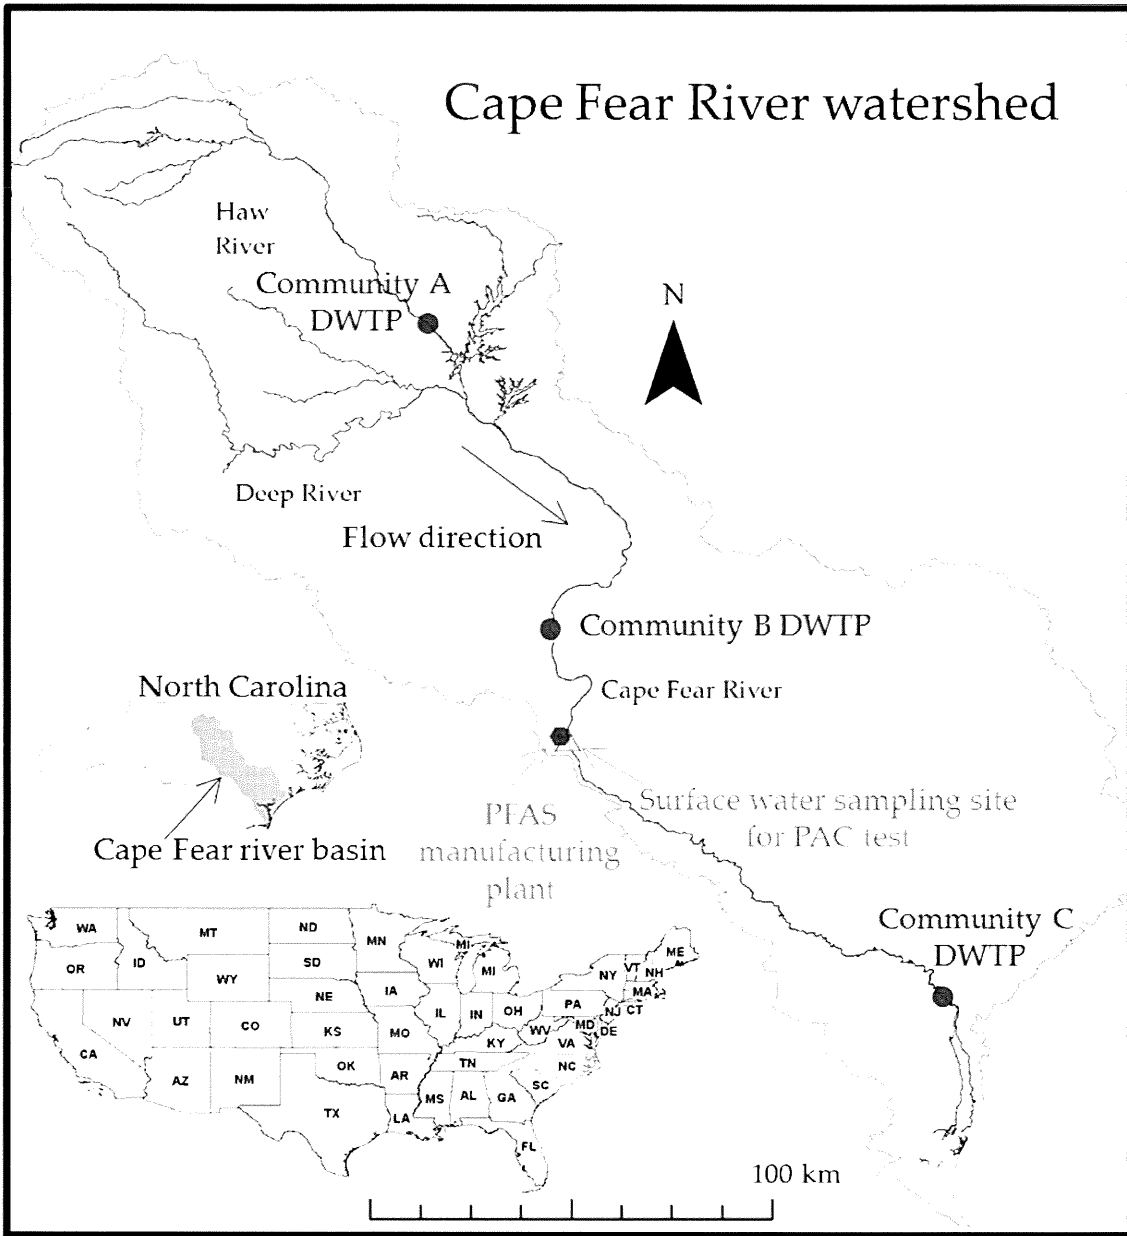 Cape Fear River watershed
Haw
River
Community A
DWTP
N
Deep River
Flow direction
Community B DWTP
North Carolina
Cape Fear River
PFAS
manufacturing
plant
Surface water sampling site
for PAC test
Cape Fear river basin
Community C
DWTP
WA
MT
ND
MN
OR
ID
WY
SD
WI
MI
MI
NY
VT
NH
ME
MA
CT
NV
UT
CO
NE
KS
IA
IL
IN
OH
PA
NJ
MD
DE
WV
VA
MO
KY
CA
AZ
NM
OK
AR
TN
NC
SC
TX
LA
MS
AL
GA
FL
100 km